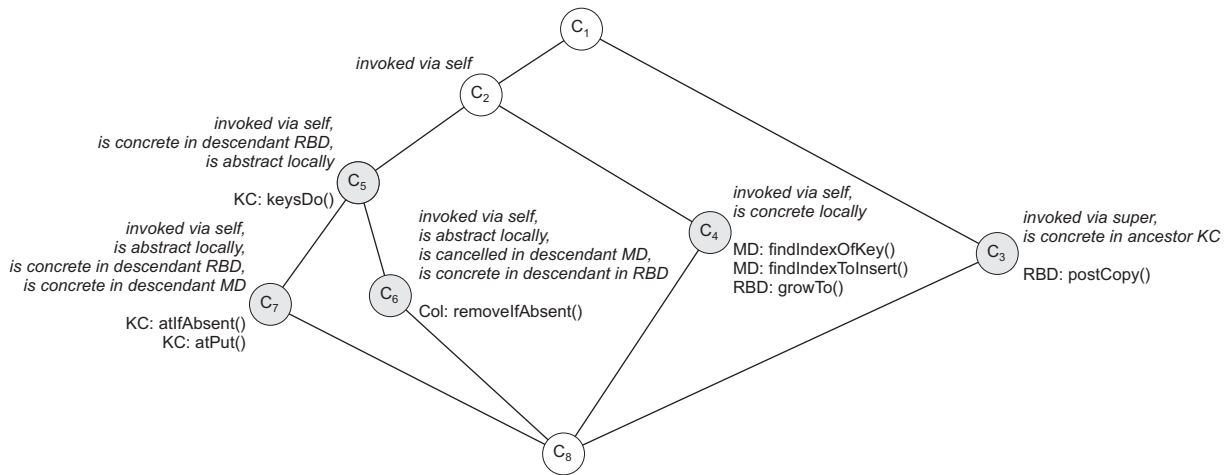 C1
invoked via self
C2
invoked via self,
is concrete in descendant RBD,
is abstract locally
C5
KC: keysDo()
invoked via self,
is abstract locally,
is concrete in descendant RBD,
is concrete in descendant MD
C7
KC: atIfAbsent()
KC: atPut()
invoked via self,
is abstract locally,
is cancelled in descendant MD,
is concrete in descendant in RBD
C6
Col: removeIfAbsent()
invoked via self,
is concrete locally
C4
MD: findIndexOfKey()
MD: findIndexToInsert()
RBD: growTo()
invoked via super,
is concrete in ancestor KC
C3
RBD: postCopy()
C8